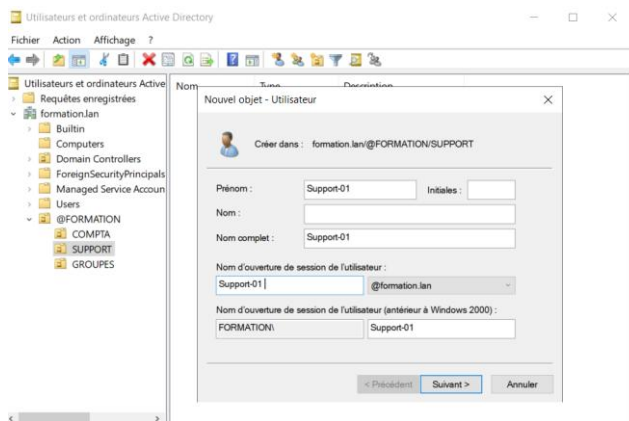 Utilisateurs et ordinateurs Active Directory
Fichier Action Affichage ?
Utilisateurs et ordinateurs Active
Requêtes enregistrées
formation.lan
Builtin
Computers
Domain Controllers
ForeignSecurityPrincipals
Managed Service Accoun
Users
@FORMATION
COMPTA
SUPPORT
GROUPES
Nom Type Description
Nouvel objet - Utilisateur
Créer dans : formation.lan/@FORMATION/SUPPORT
Prénom : Support-01 Initiales :
Nom :
Nom complet : Support-01
Nom d'ouverture de session de l'utilisateur :
Support-01 @formation.lan
Nom d'ouverture de session de l'utilisateur (antérieur à Windows 2000) :
FORMATION\ Support-01
< Précédent Suivant > Annuler